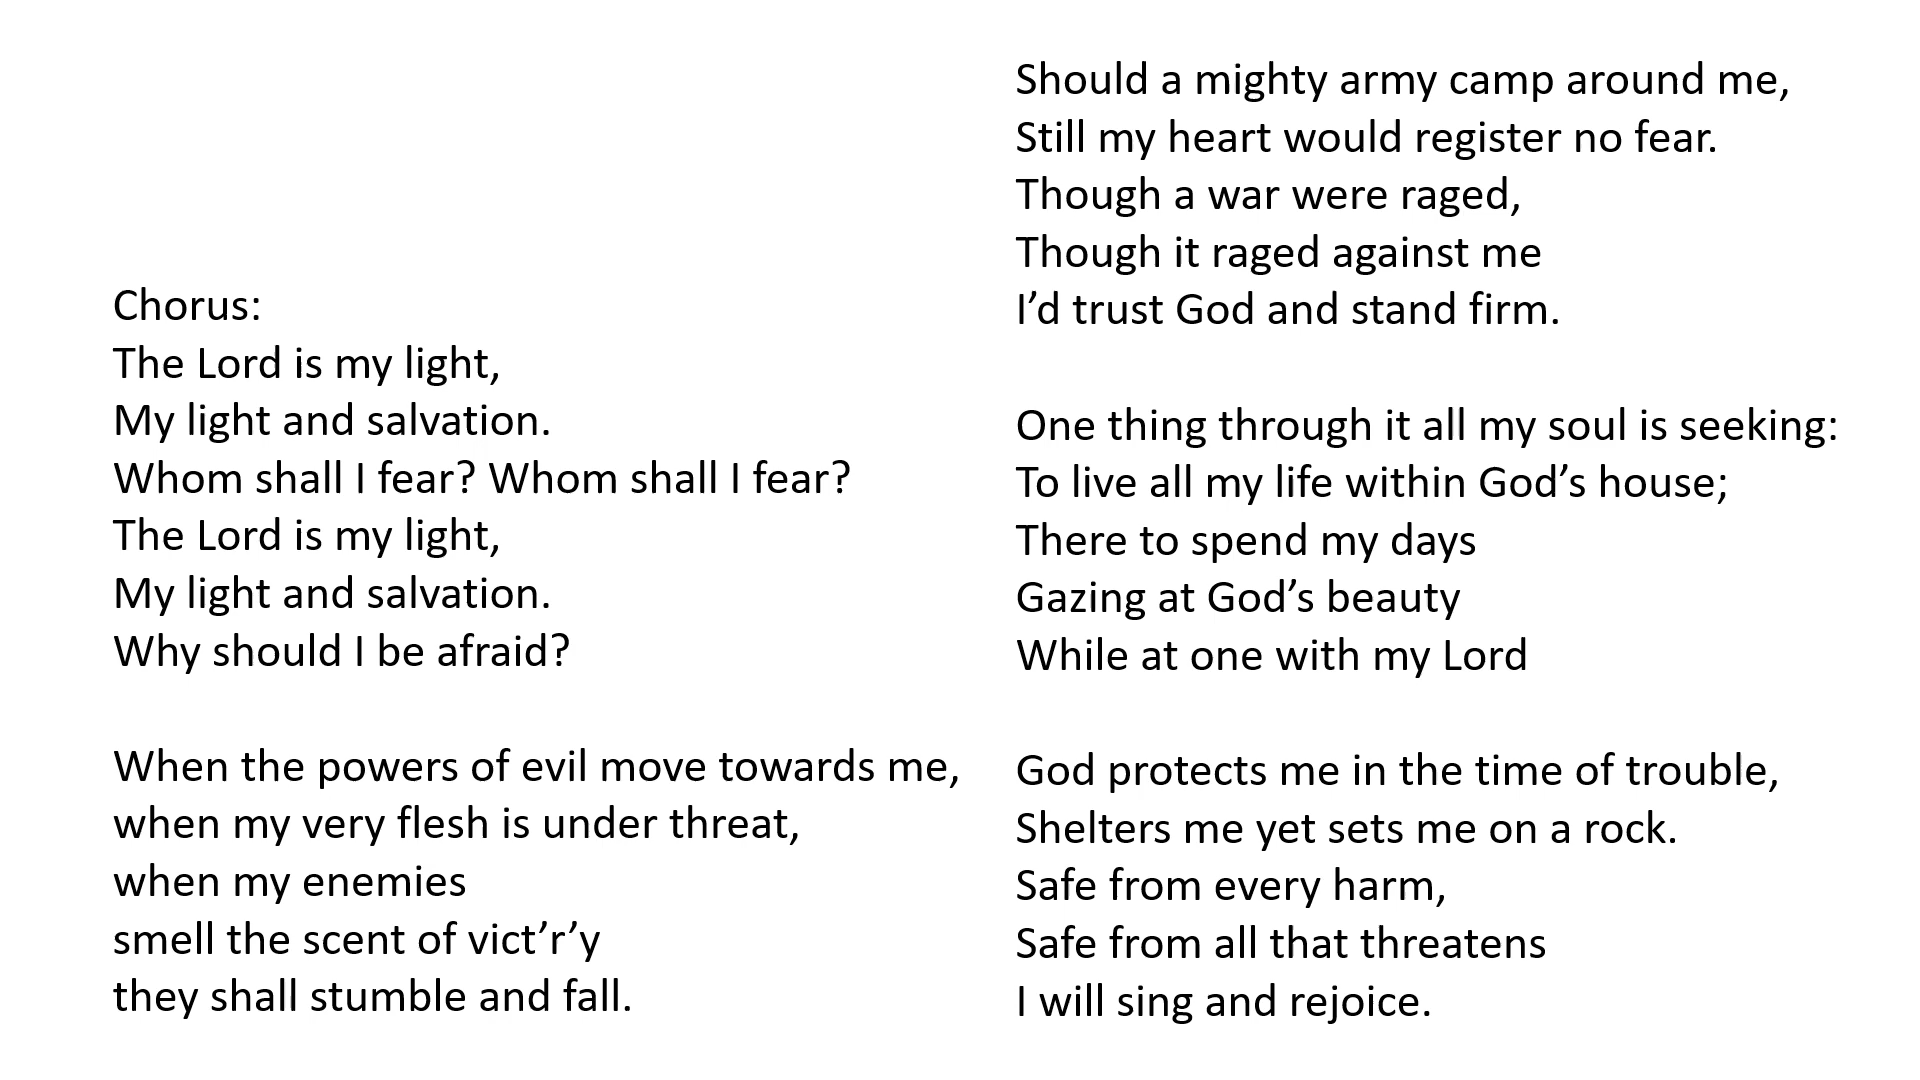 Chorus:
The Lord is my light,
My light and salvation.
Whom shall I fear? Whom shall I fear?
The Lord is my light,
My light and salvation.
Why should I be afraid?

When the powers of evil move towards me,
when my very flesh is under threat,
when my enemies
smell the scent of vict’r’y
they shall stumble and fall.

Should a mighty army camp around me,
Still my heart would register no fear.
Though a war were raged,
Though it raged against me
I’d trust God and stand firm.

One thing through it all my soul is seeking:
To live all my life within God’s house;
There to spend my days
Gazing at God’s beauty
While at one with my Lord

God protects me in the time of trouble,
Shelters me yet sets me on a rock.
Safe from every harm,
Safe from all that threatens
I will sing and rejoice.